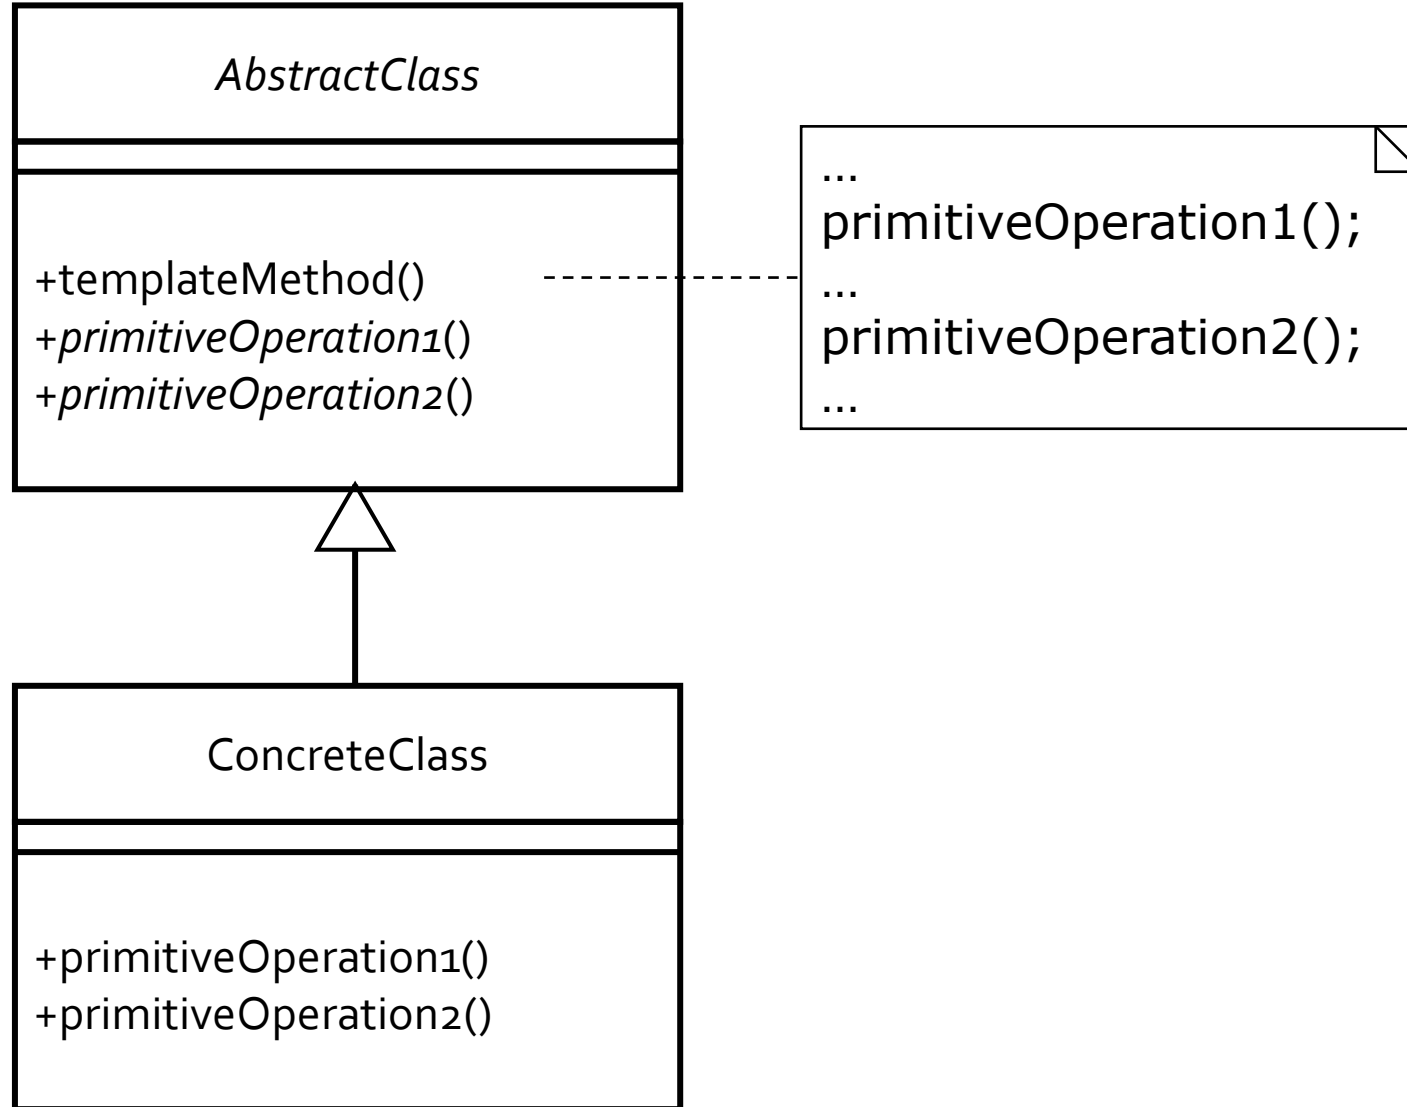 AbstractClass
+templateMethod()
+primitiveOperation1()
+primitiveOperation2()
...
primitiveOperation1();
...
primitiveOperation2();
...
ConcreteClass
+primitiveOperation1()
+primitiveOperation2()